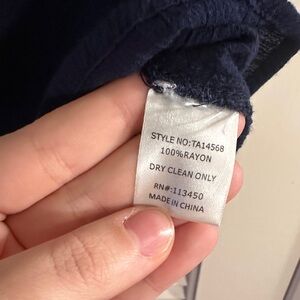 STYLE NO:TA14568
100%RAYON
DRY CLEAN ONLY
RN#:113450
MADE IN CHINA